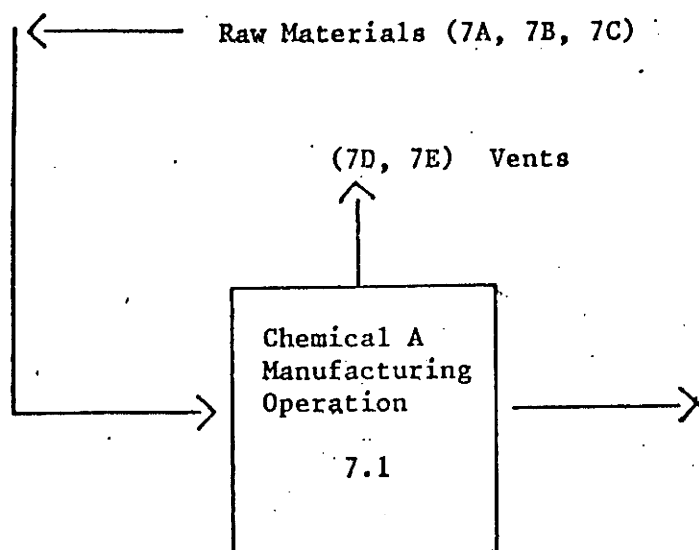 Raw Materials (7A, 7B, 7C)
(7D, 7E) Vents
Chemical A
Manufacturing
Operation
7.1